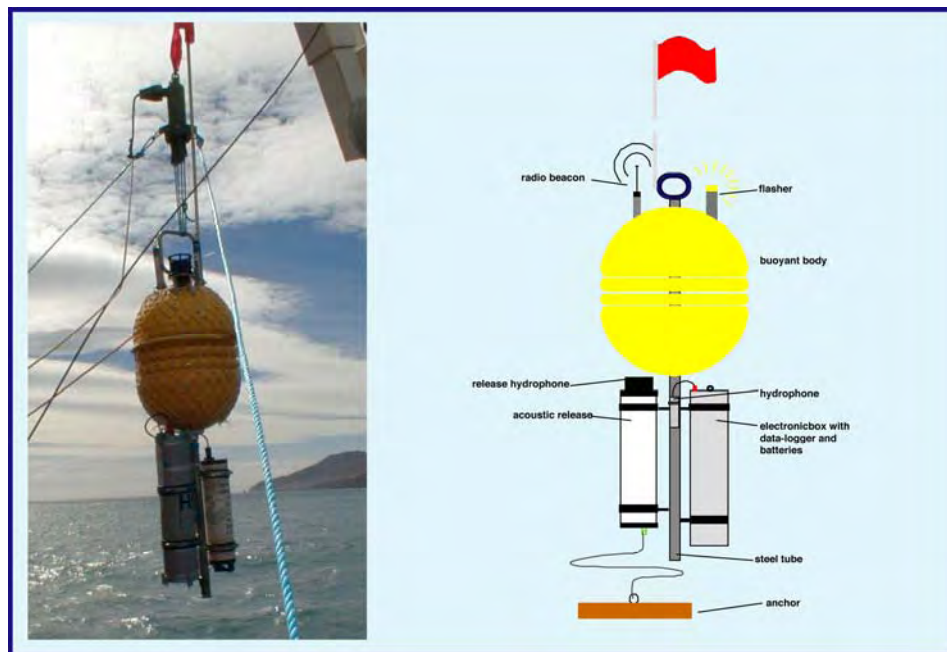 radio beacon
flasher
buoyant body
release hydrophone
hydrophone
acoustic release
electronicbox with
data-logger and
batteries
steel tube
anchor